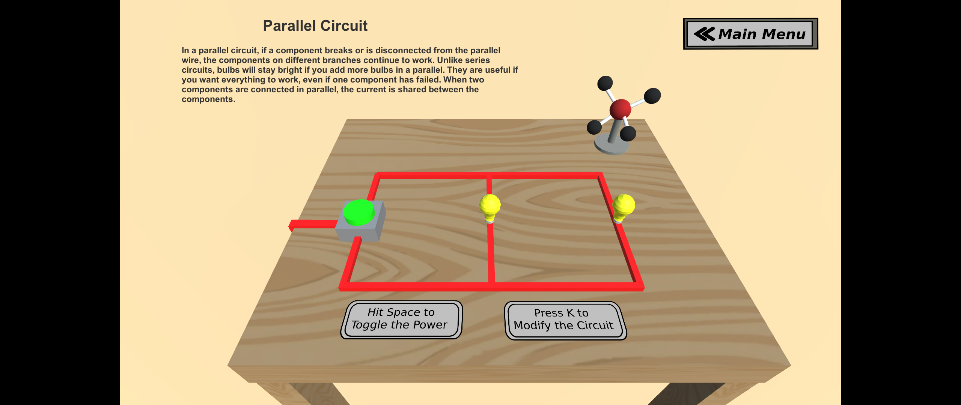 Parallel Circuit
Main Menu
In a parallel circuit, if a component breaks or is disconnected from the parallel
wire, the components on different branches continue to work. Unlike series
circuits, bulbs will stay bright if you add more bulbs in a parallel. They are useful if
you want everything to work, even if one component has failed. When two
components are connected in parallel, the current is shared between the
components.
Hit Space to
Toggle the Power
Press K to
Modify the Circuit